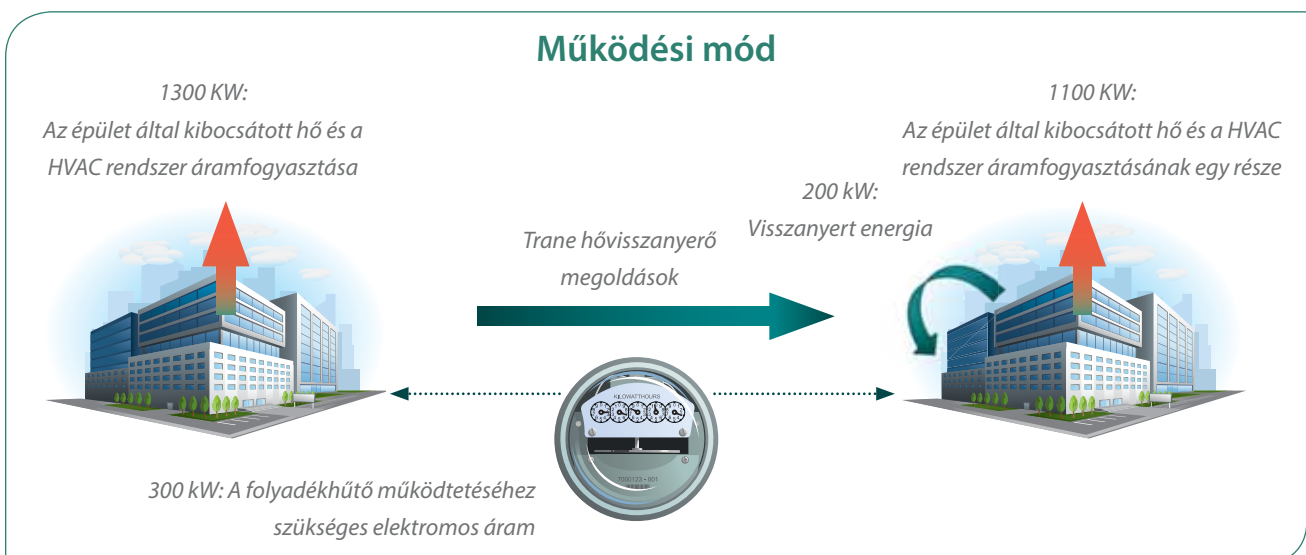 Működési mód
1300 KW:
Az épület által kibocsátott hő és a
HVAC rendszer áramfogyasztása
1100 KW:
Az épület által kibocsátott hő és a HVAC
rendszer áramfogyasztásának egy része
200 kW:
Visszanyert energia
Trane hővisszanyerő
megoldások
KILOWATTHOURS
7000123 • 901
300 kW: A folyadékhűtő működtetéséhez
szükséges elektromos áram